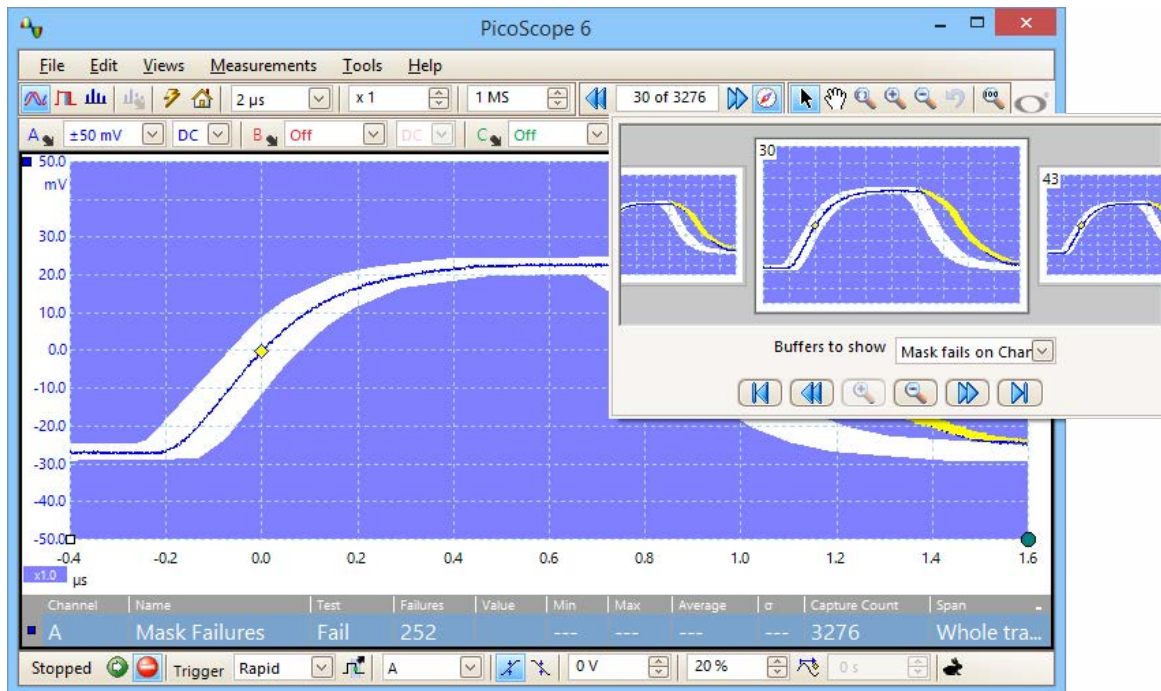 PicoScope 6
File Edit Views Measurements Tools Help
2 µs x 1 1 MS 30 of 3276
A ±50 mV DC B Off DC C Off
30
43
Buffers to show Mask fails on Chan
50.0
mV
30.0
20.0
10.0
0.0
-10.0
-20.0
-30.0
-40.0
-50.0
-0.4 -0.2 0.0 0.2 0.4 0.6 0.8 1.0 1.2 1.4 1.6
x1.0 µs
Channel Name Test Failures Value Min Max Average σ Capture Count Span
A Mask Failures Fail 252 --- --- --- --- 3276 Whole tra...
Stopped Trigger Rapid A 0 V 20 % 0 s